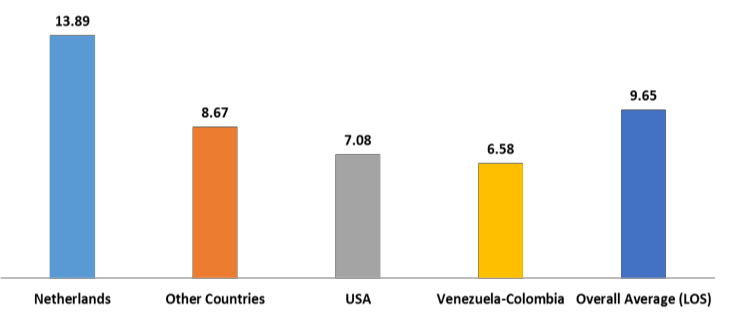 13.89
8.67
7.08
6.58
9.65
Netherlands
Other Countries
USA
Venezuela-Colombia
Overall Average (LOS)